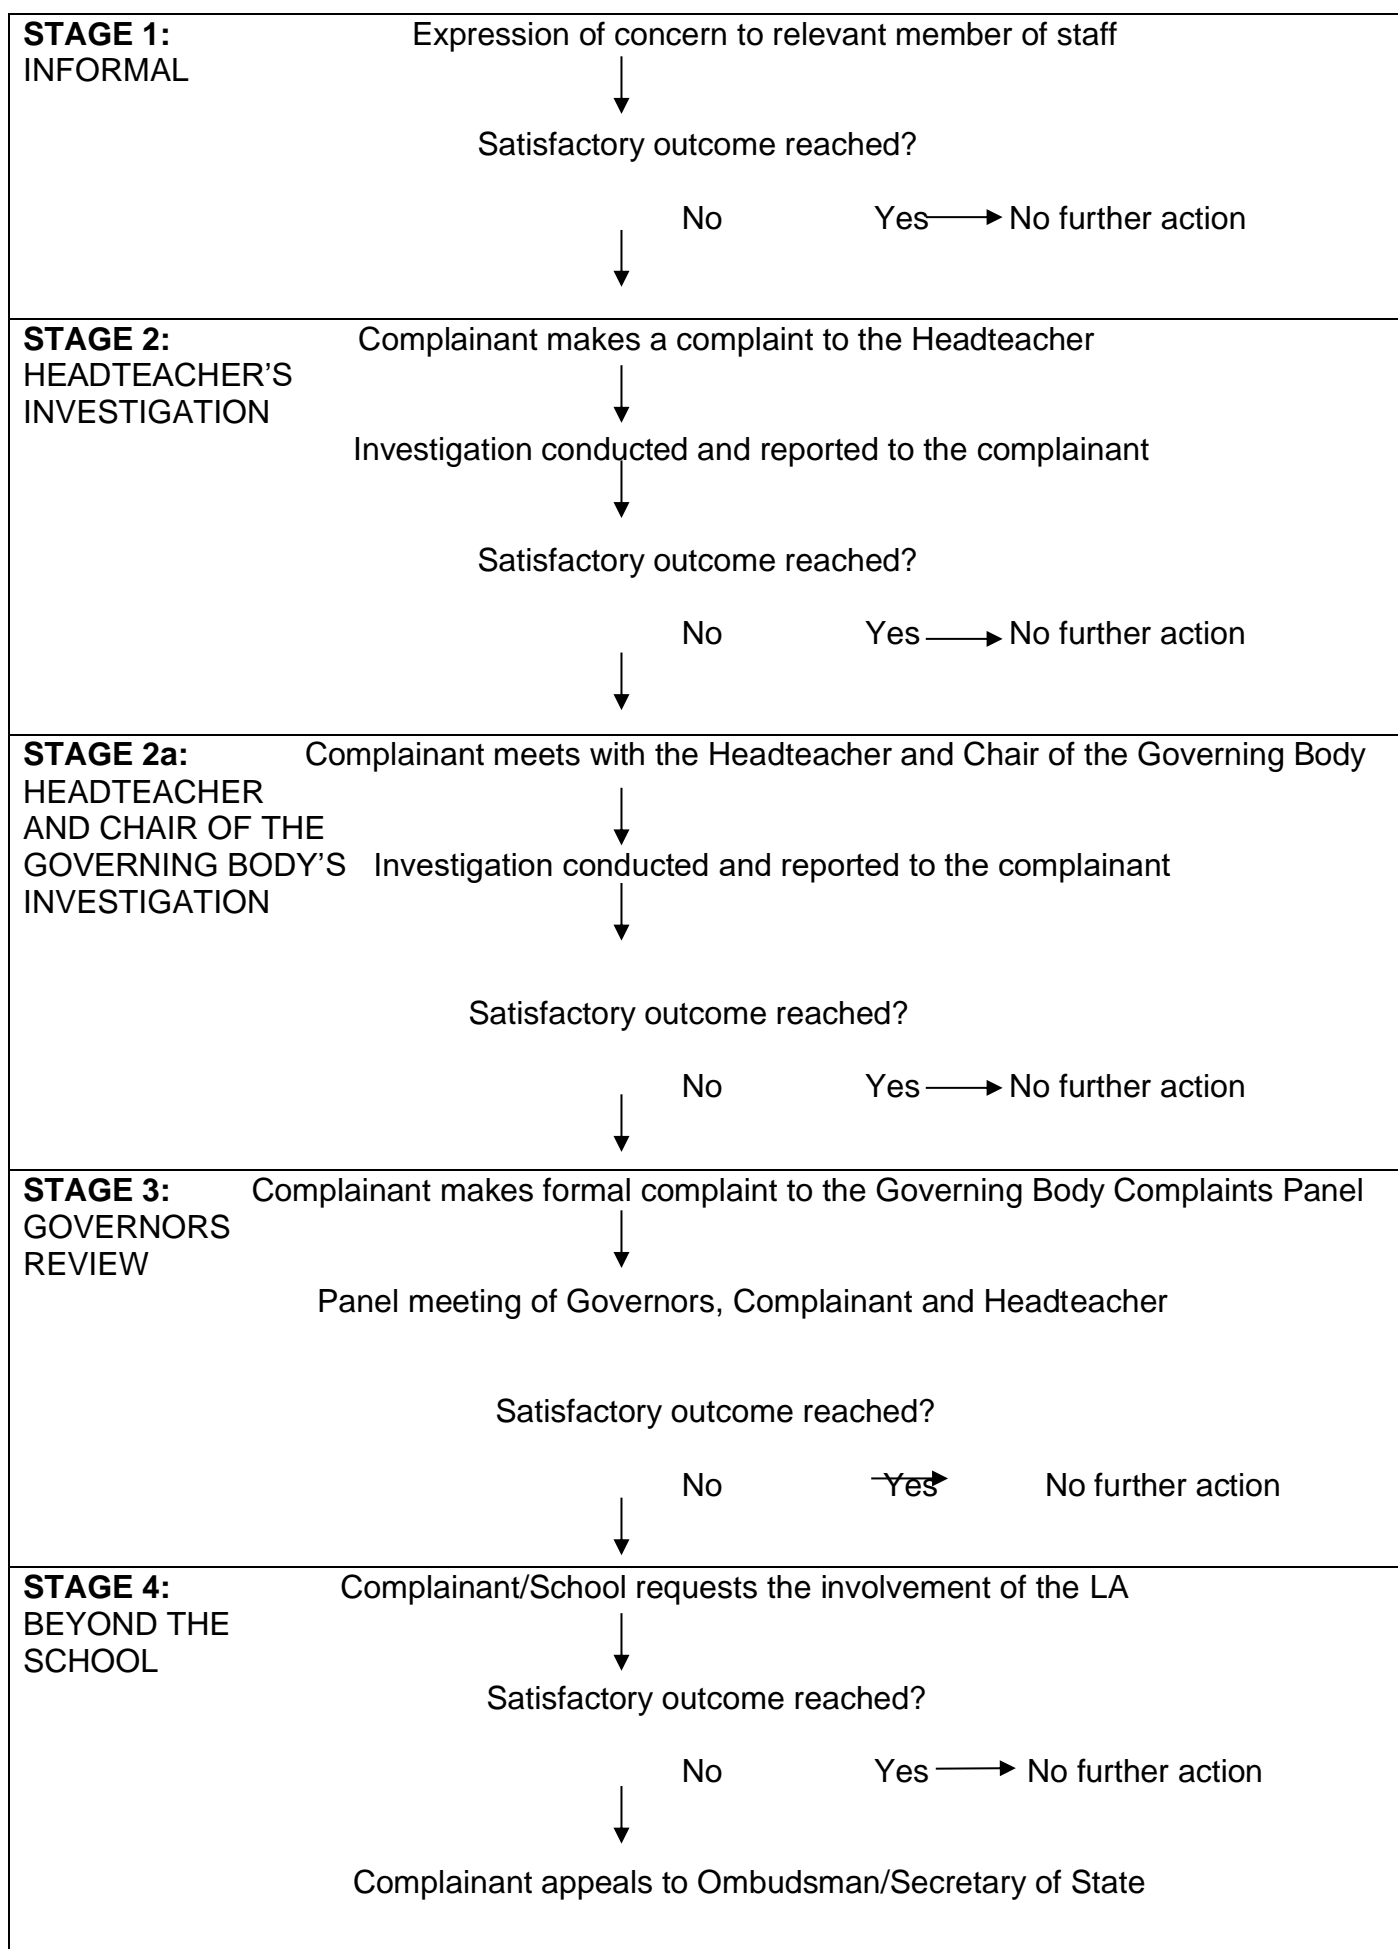 STAGE 1: Expression of concern to relevant member of staff
INFORMAL
Satisfactory outcome reached?
No Yes No further action
STAGE 2: Complainant makes a complaint to the Headteacher
HEADTEACHER’S
INVESTIGATION
Investigation conducted and reported to the complainant
Satisfactory outcome reached?
No Yes No further action
STAGE 2a: Complainant meets with the Headteacher and Chair of the Governing Body
HEADTEACHER
AND CHAIR OF THE
GOVERNING BODY’S Investigation conducted and reported to the complainant
INVESTIGATION
Satisfactory outcome reached?
No Yes No further action
STAGE 3: Complainant makes formal complaint to the Governing Body Complaints Panel
GOVERNORS
REVIEW
Panel meeting of Governors, Complainant and Headteacher
Satisfactory outcome reached?
No Yes No further action
STAGE 4: Complainant/School requests the involvement of the LA
BEYOND THE
SCHOOL
Satisfactory outcome reached?
No Yes No further action
Complainant appeals to Ombudsman/Secretary of State